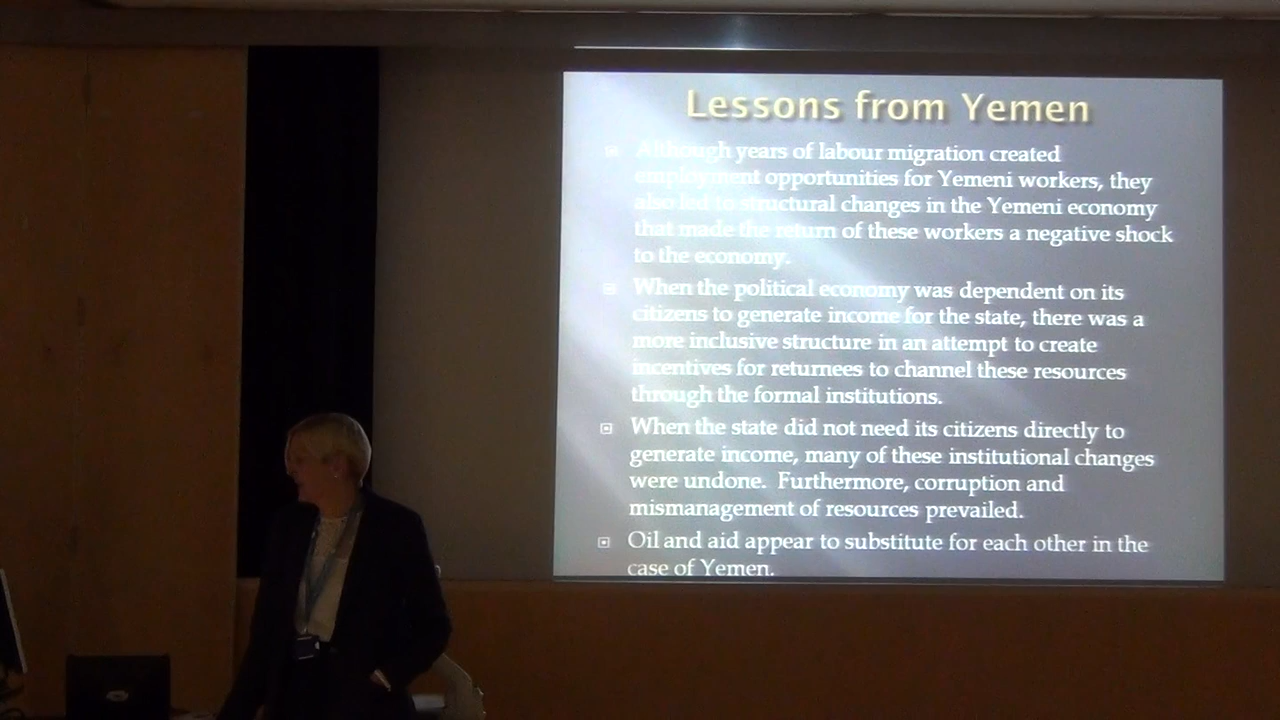 Lessons from Yemen
Although years of labour migration created
employment opportunities for Yemeni workers, they
also led to structural changes in the Yemeni economy
that made the return of these workers a negative shock
to the economy.
When the political economy was dependent on its
citizens to generate income for the state, there was a
more inclusive structure in an attempt to create
incentives for returnees to channel these resources
through the formal institutions.
When the state did not need its citizens directly to
generate income, many of these institutional changes
were undone. Furthermore, corruption and
mismanagement of resources prevailed.
Oil and aid appear to substitute for each other in the
case of Yemen.